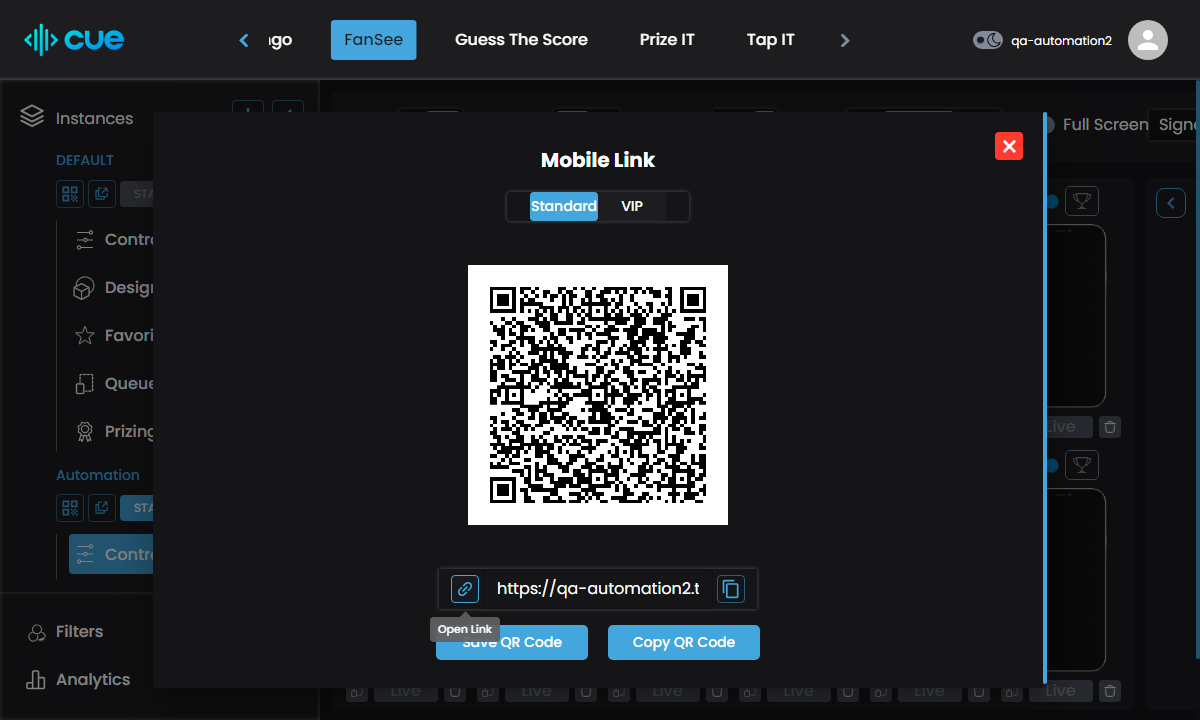 cue
ngo
FanSee
Guess The Score
Prize IT
Tap IT
qa-automation2
Instances
Full Screen
Sign
Mobile Link
Standard
VIP
DEFAULT
STA
Contro
Design
Favori
Queue
Prizing
Live
Automation
STA
Contro
https://qa-automation2.t
Open Link
Save QR Code
Copy QR Code
Filters
Analytics
Live
Live
Live
Live
Live
Live